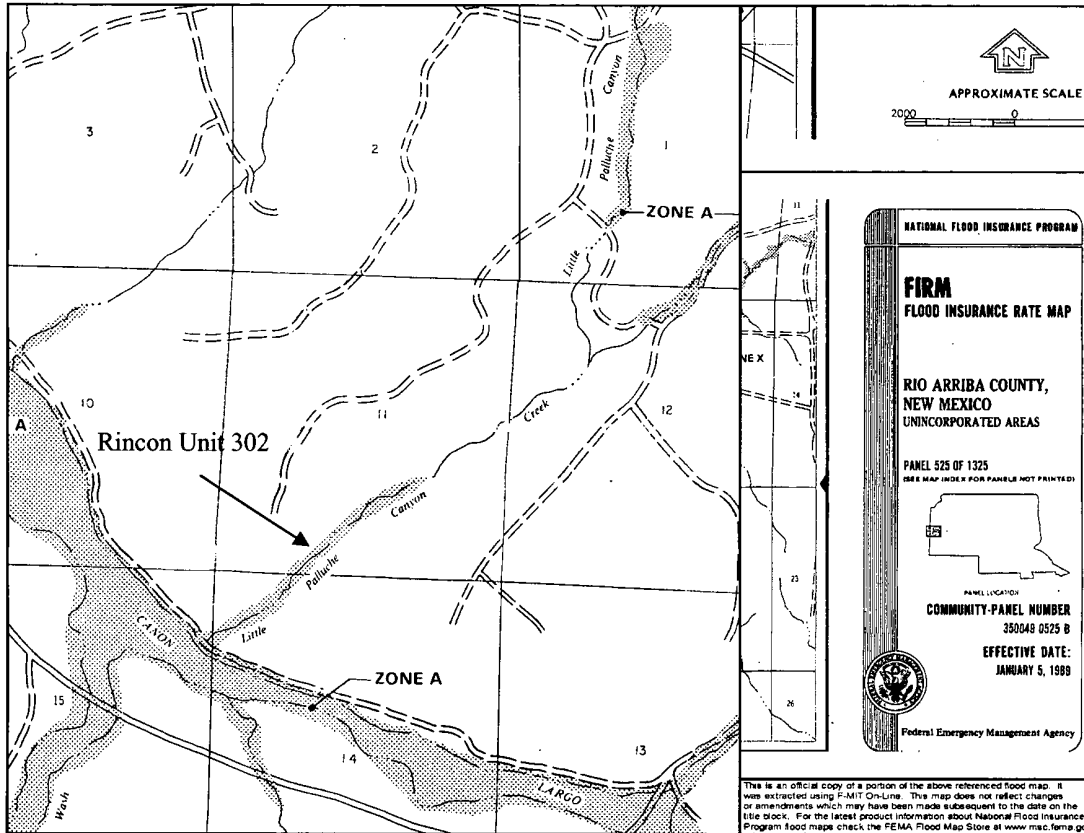 3
2
1
Canyon
Palluche
ZONE A
Little
10
A
11
12
Creek
Rincon Unit 302
Canyon
Palluche
Little
CANON
ZONE A
15
14
13
LARGO
Wash
N
APPROXIMATE SCALE
2000 0
11
NE X
14
23
26
NATIONAL FLOOD INSURANCE PROGRAM
FIRM
FLOOD INSURANCE RATE MAP
RIO ARRIBA COUNTY,
NEW MEXICO
UNINCORPORATED AREAS
PANEL 525 OF 1325
(SEE MAP INDEX FOR PANELS NOT PRINTED)
PANEL LOCATION
COMMUNITY-PANEL NUMBER
350049 0525 B
EFFECTIVE DATE:
JANUARY 5, 1989
Federal Emergency Management Agency
This is an official copy of a portion of the above referenced flood map. It
was extracted using F-MIT On-Line. This map does not reflect changes
or amendments which may have been made subsequent to the date on the
title block. For the latest product information about National Flood Insurance
Program flood maps check the FEMA Flood Map Store at www.msc.fema.go